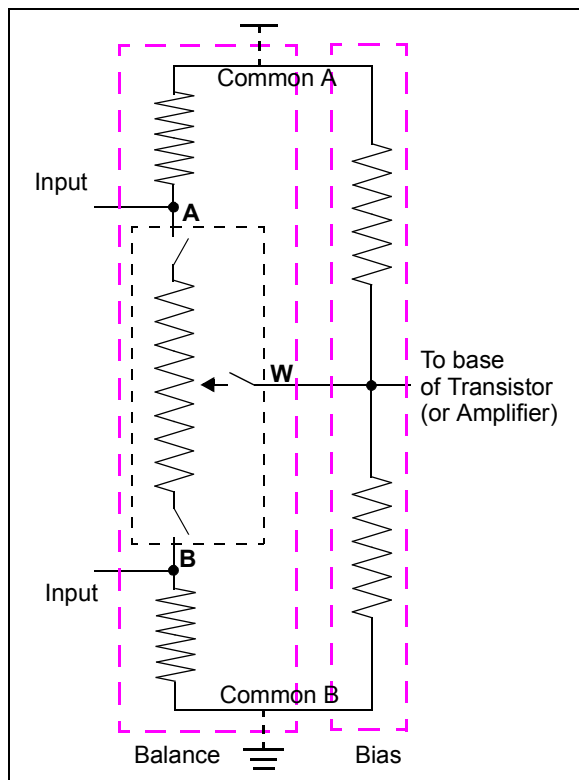 Common A
Input
A
W
To base
of Transistor
(or Amplifier)
B
Input
Common B
Balance
Bias